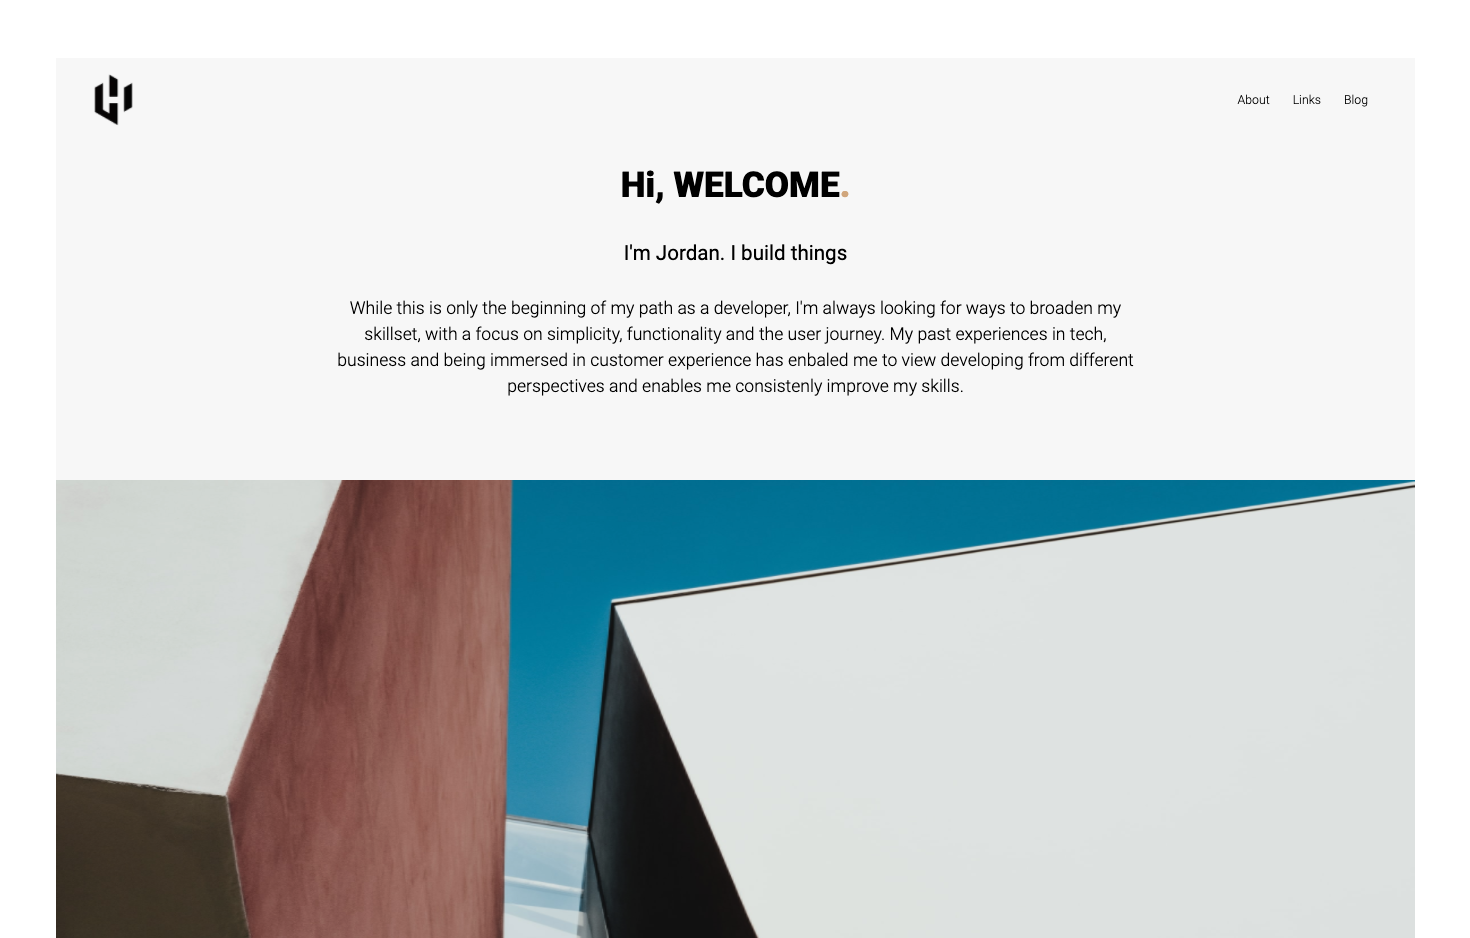 About Links Blog
Hi, WELCOME.
I'm Jordan. I build things
While this is only the beginning of my path as a developer, I'm always looking for ways to broaden my
skillset, with a focus on simplicity, functionality and the user journey. My past experiences in tech,
business and being immersed in customer experience has enbaled me to view developing from different
perspectives and enables me consistenly improve my skills.